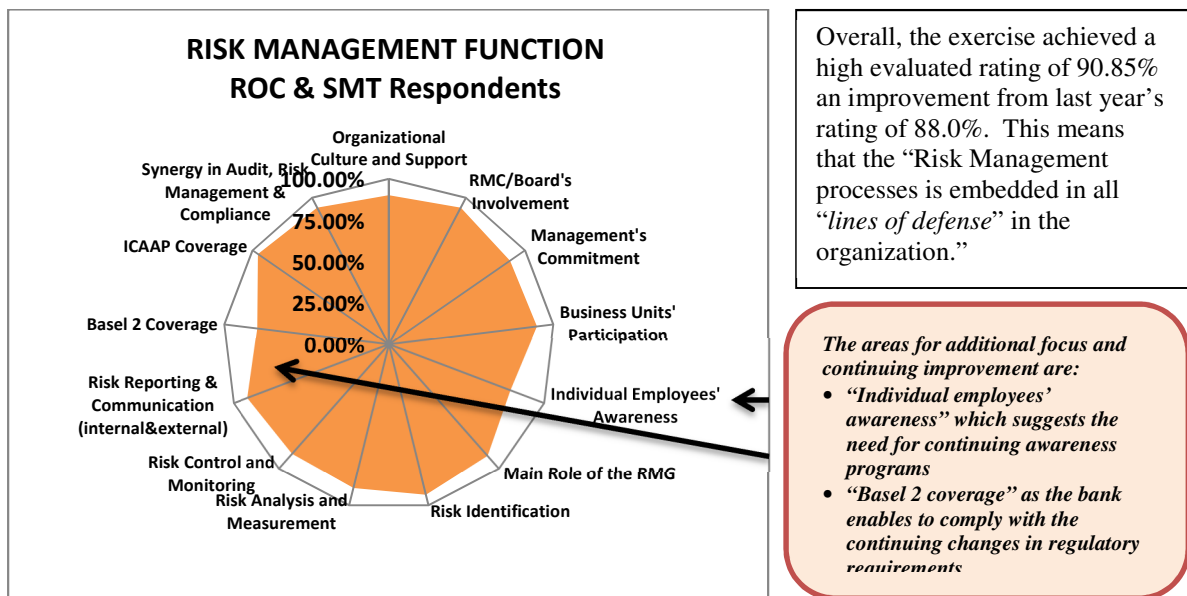 RISK MANAGEMENT FUNCTION
ROC & SMT Respondents
Organizational
Culture and Support
RMC/Board's
Involvement
Management's
Commitment
Business Units'
Participation
Individual Employees'
Awareness
Main Role of the RMG
Risk Identification
Risk Analysis and
Measurement
Risk Control and
Monitoring
Risk Reporting &
Communication
(internal&external)
Basel 2 Coverage
ICAAP Coverage
Synergy in Audit, Risk
Management &
Compliance
100.00%
75.00%
50.00%
25.00%
0.00%
Overall, the exercise achieved a
high evaluated rating of 90.85%
an improvement from last year's
rating of 88.0%. This means
that the “Risk Management
processes is embedded in all
“lines of defense” in the
organization.”
The areas for additional focus and
continuing improvement are:
• “Individual employees’
awareness” which suggests the
need for continuing awareness
programs
• “Basel 2 coverage” as the bank
enables to comply with the
continuing changes in regulatory
requirements